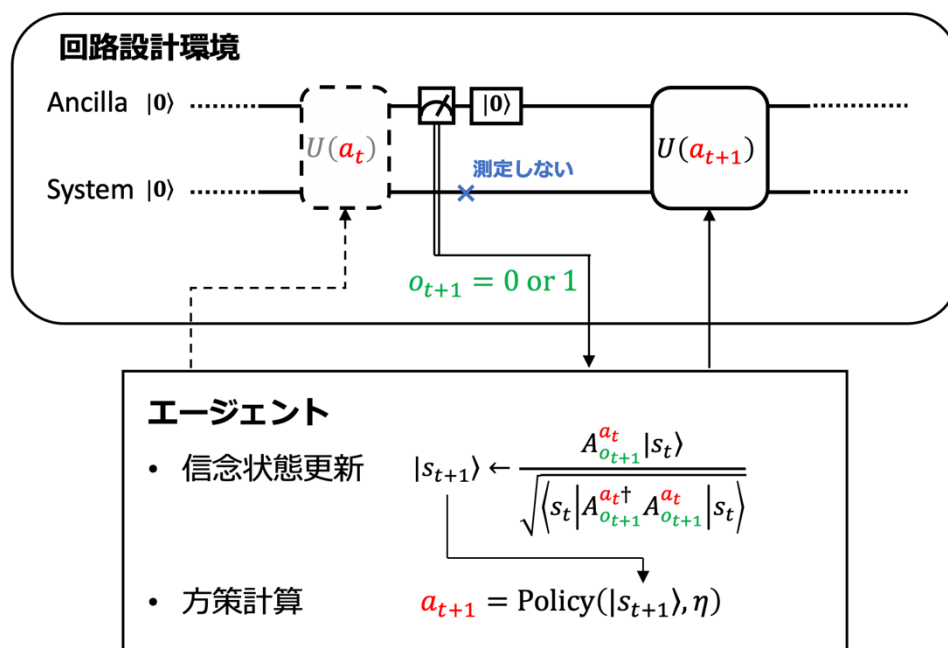 回路設計環境
Ancilla |0⟩
|0⟩
U(a_t)
U(a_{t+1})
測定しない
System |0⟩
o_{t+1} = 0 or 1
エージェント
• 信念状態更新 |s_{t+1}⟩ ← \frac{A^{a_t}_{o_{t+1}}|s_t⟩}{\sqrt{⟨s_t|A^{a_t†}_{o_{t+1}} A^{a_t}_{o_{t+1}}|s_t⟩}}
• 方策計算 a_{t+1} = Policy(|s_{t+1}⟩, η)